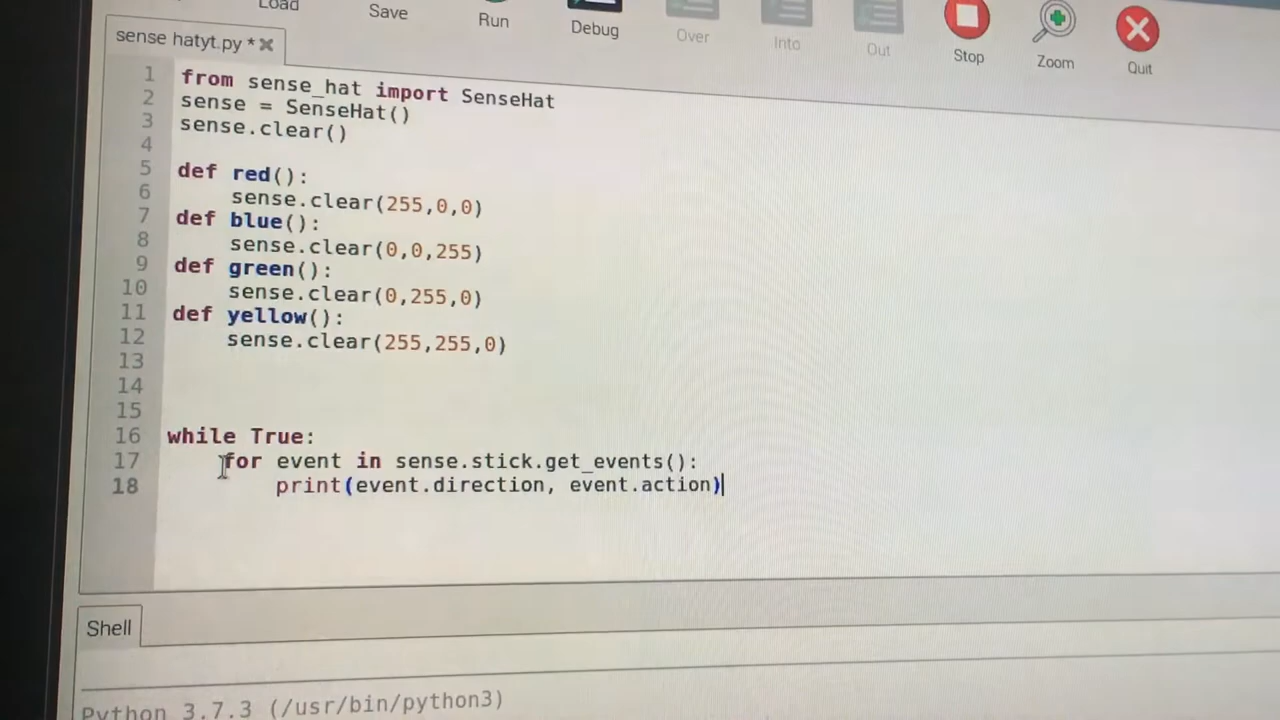 Load Save Run Debug Over Into Out Stop Zoom Quit
sense hatyt.py *
1 from sense_hat import SenseHat
2 sense = SenseHat()
3 sense.clear()
4
5 def red():
6 sense.clear(255,0,0)
7 def blue():
8 sense.clear(0,0,255)
9 def green():
10 sense.clear(0,255,0)
11 def yellow():
12 sense.clear(255,255,0)
13
14
15
16 while True:
17 for event in sense.stick.get_events():
18 print(event.direction, event.action)
Shell
Python 3.7.3 (/usr/bin/python3)